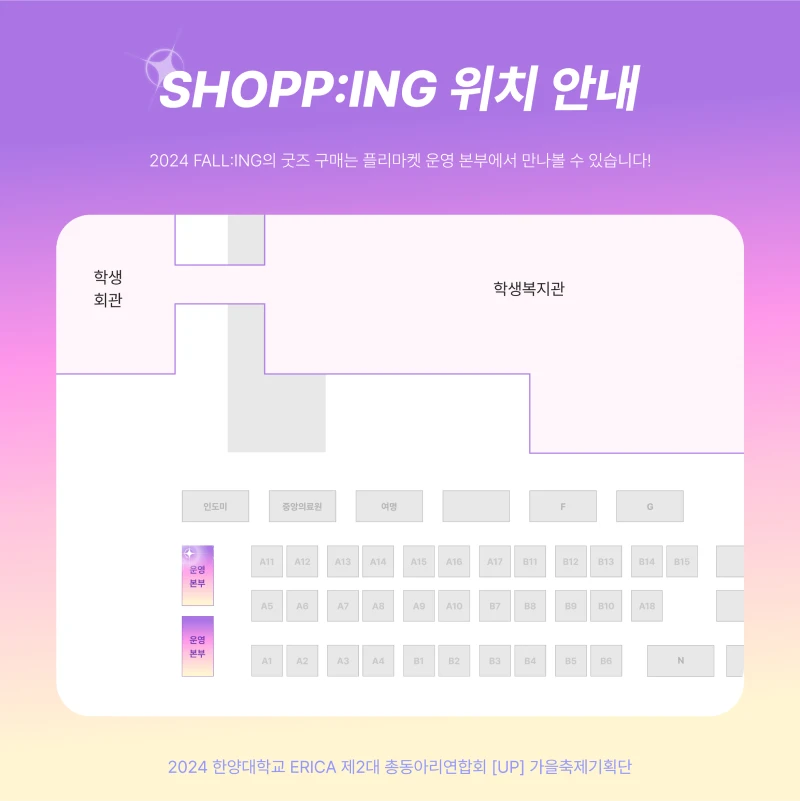 SHOPP:ING 위치 안내
2024 FALL:ING의 굿즈 구매는 플리마켓 운영 본부에서 만나볼 수 있습니다!
학생
회관
학생복지관
인도미 중앙의료원 여명 F G
운영
본부
A11 A12 A13 A14 A15 A16 A17 B11 B12 B13 B14 B15
A5 A6 A7 A8 A9 A10 B7 B8 B9 B10 A18
운영
본부
A1 A2 A3 A4 B1 B2 B3 B4 B5 B6 N
2024 한양대학교 ERICA 제2대 총동아리연합회 [UP] 가을축제기획단